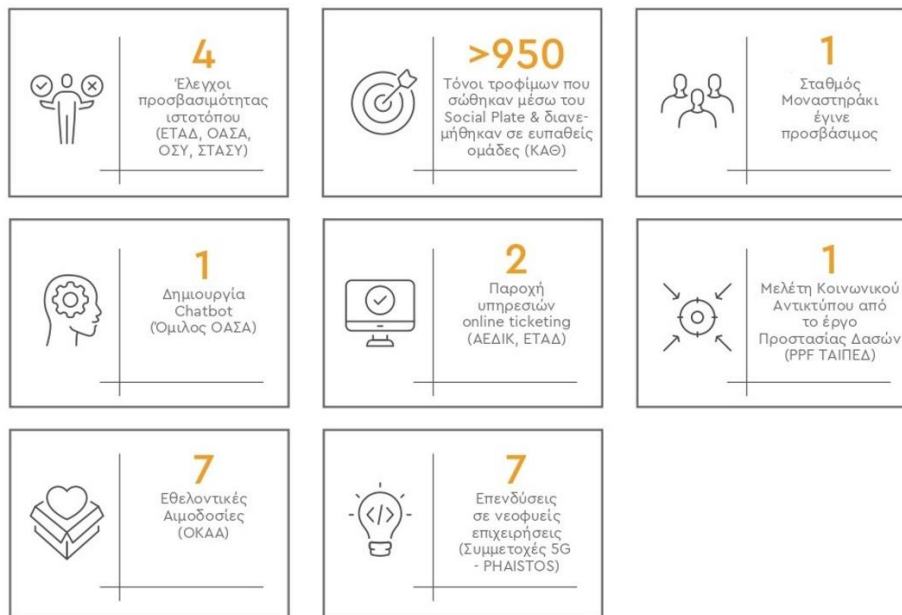 4
Έλεγχοι
προσβασιμότητας
ιστοτόπου
(ΕΤΑΔ, ΟΑΣΑ,
ΟΣΥ, ΣΤΑΣΥ)
>950
Τόνοι τροφίμων που
σώθηκαν μέσω του
Social Plate & διανε-
μήθηκαν σε ευπαθείς
ομάδες (ΚΑΘ)
1
Σταθμός
Μοναστηράκι
έγινε
προσβάσιμος
1
Δημιουργία
Chatbot
(Όμιλος ΟΑΣΑ)
2
Παροχή
υπηρεσιών
online ticketing
(ΑΕΔΙΚ, ΕΤΑΔ)
1
Μελέτη Κοινωνικού
Αντικτύπου από
το έργο
Προστασίας Δασών
(PPF ΤΑΙΠΕΔ)
7
Εθελοντικές
Αιμοδοσίες
(ΟΚΑΑ)
7
Επενδύσεις
σε νεοφυείς
επιχειρήσεις
(Συμμετοχές 5G
- PHAISTOS)